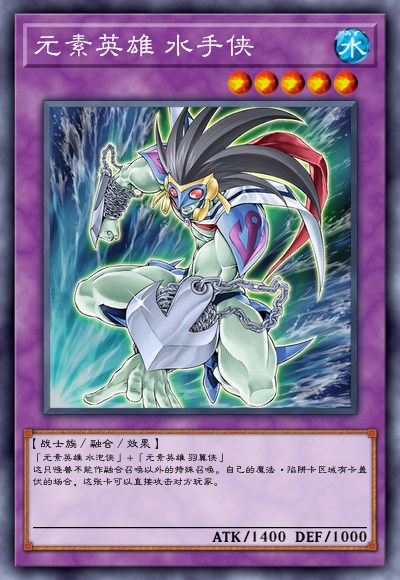 元素英雄 水手侠
水
【战士族／融合／效果】
「元素英雄 水泡侠」＋「元素英雄 羽翼侠」
这只怪兽不能作融合召唤以外的特殊召唤。自己的魔法·陷阱卡区域有卡盖
伏的场合，这张卡可以直接攻击对方玩家。
ATK/1400 DEF/1000